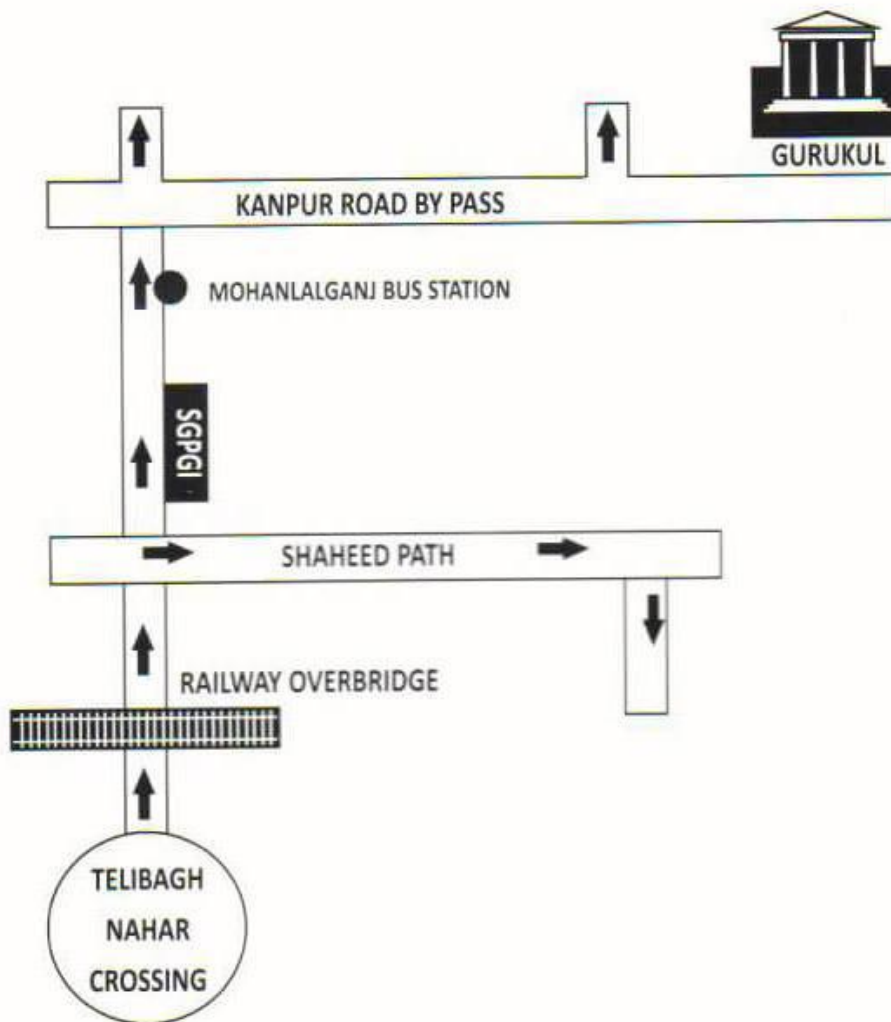 GURUKUL
KANPUR ROAD BY PASS
MOHANLALGANJ BUS STATION
SGPGI
SHAHEED PATH
RAILWAY OVERBRIDGE
TELIBAGH
NAHAR
CROSSING